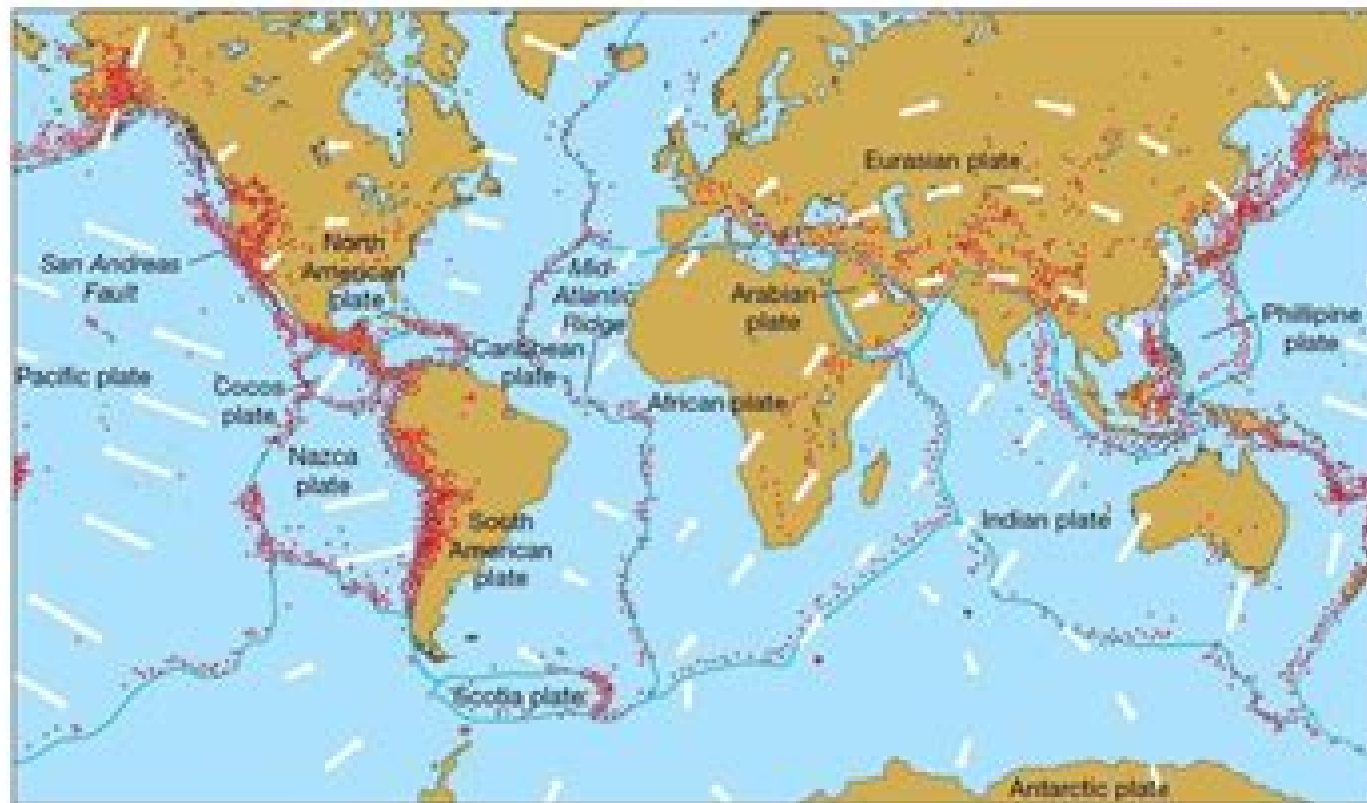 Eurasian plate
San Andreas
Fault
North
American
plate
Mid-
Atlantic
Ridge
Arabian
plate
Phillipine
plate
Caribbean
plate
Pacific plate
Cocos
plate
African plate
Nazca
plate
South
American
plate
Indian plate
Scotia plate
Antarctic plate